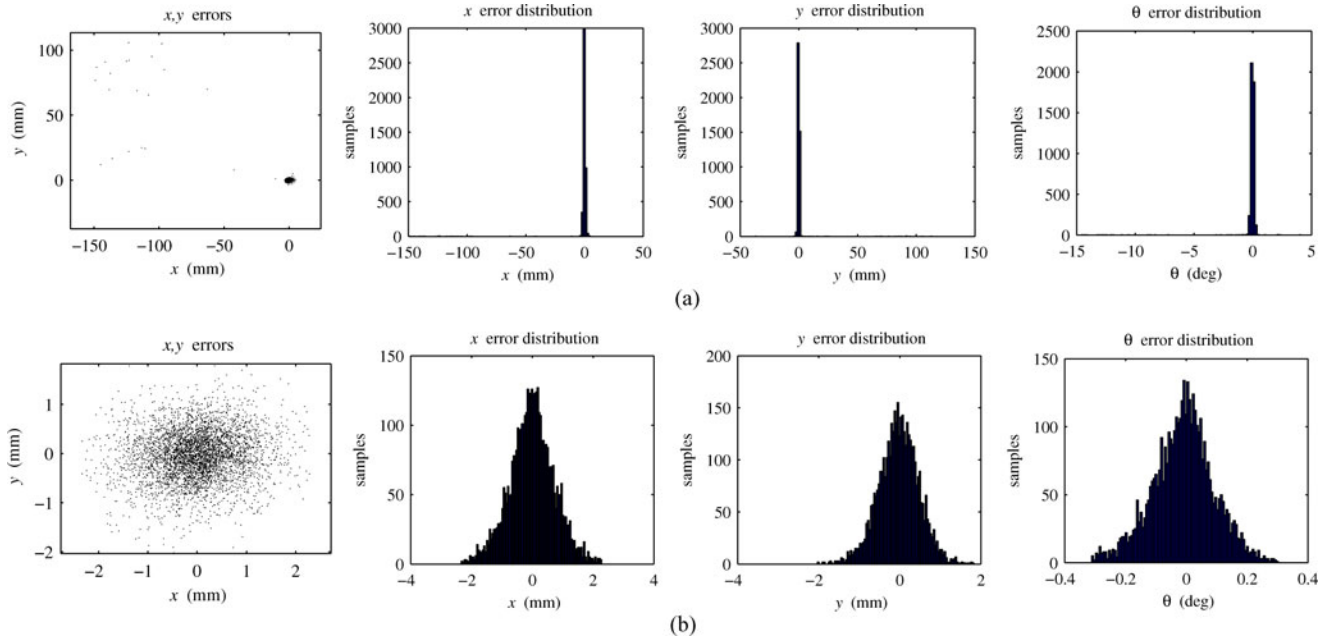 x,y errors
100
50
0
y (mm)
−150 −100 −50 0
x (mm)
x error distribution
3000
2500
2000
1500
1000
500
0
samples
−150 −100 −50 0 50
x (mm)
y error distribution
3000
2500
2000
1500
1000
500
0
samples
−50 0 50 100 150
y (mm)
θ error distribution
2500
2000
1500
1000
500
0
samples
−15 −10 −5 0 5
θ (deg)
(a)
x,y errors
1
0
−1
−2
y (mm)
−2 −1 0 1 2
x (mm)
x error distribution
150
100
50
0
samples
−4 −2 0 2 4
x (mm)
y error distribution
200
150
100
50
0
samples
−4 −2 0 2
y (mm)
θ error distribution
150
100
50
0
samples
−0.4 −0.2 0 0.2 0.4
θ (deg)
(b)